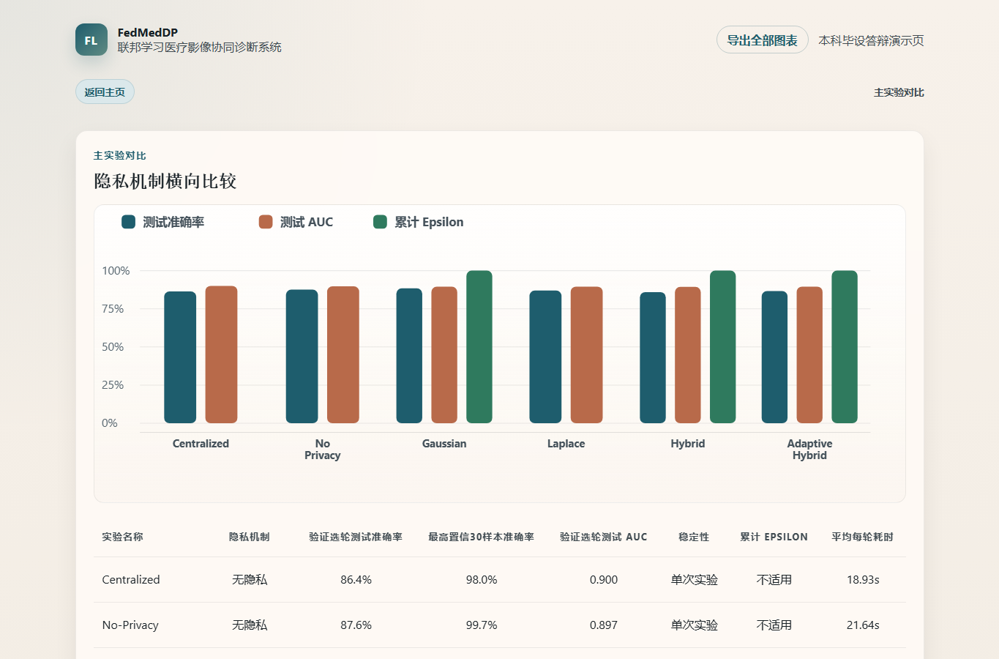 FL
FedMedDP
联邦学习医疗影像协同诊断系统
导出全部图表
本科毕设答辩演示页
返回主页
主实验对比
主实验对比
隐私机制横向比较
测试准确率 测试 AUC 累计 Epsilon
100%
75%
50%
25%
0%
Centralized No Privacy Gaussian Laplace Hybrid Adaptive Hybrid
实验名称 隐私机制 验证选轮测试准确率 最高置信30样本准确率 验证选轮测试 AUC 稳定性 累计 EPSILON 平均每轮耗时
Centralized 无隐私 86.4% 98.0% 0.900 单次实验 不适用 18.93s
No-Privacy 无隐私 87.6% 99.7% 0.897 单次实验 不适用 21.64s